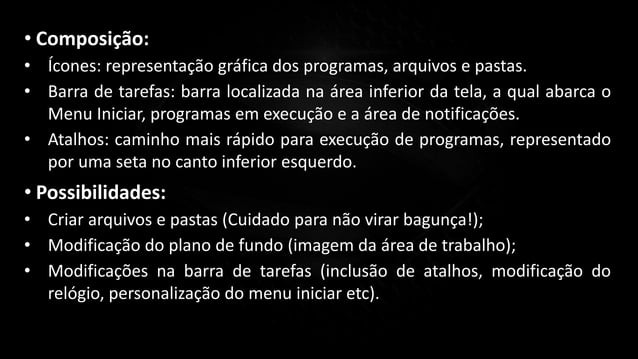 • Composição:
• Ícones: representação gráfica dos programas, arquivos e pastas.
• Barra de tarefas: barra localizada na área inferior da tela, a qual abarca o
Menu Iniciar, programas em execução e a área de notificações.
• Atalhos: caminho mais rápido para execução de programas, representado
por uma seta no canto inferior esquerdo.
• Possibilidades:
• Criar arquivos e pastas (Cuidado para não virar bagunça!);
• Modificação do plano de fundo (imagem da área de trabalho);
• Modificações na barra de tarefas (inclusão de atalhos, modificação do
relógio, personalização do menu iniciar etc).